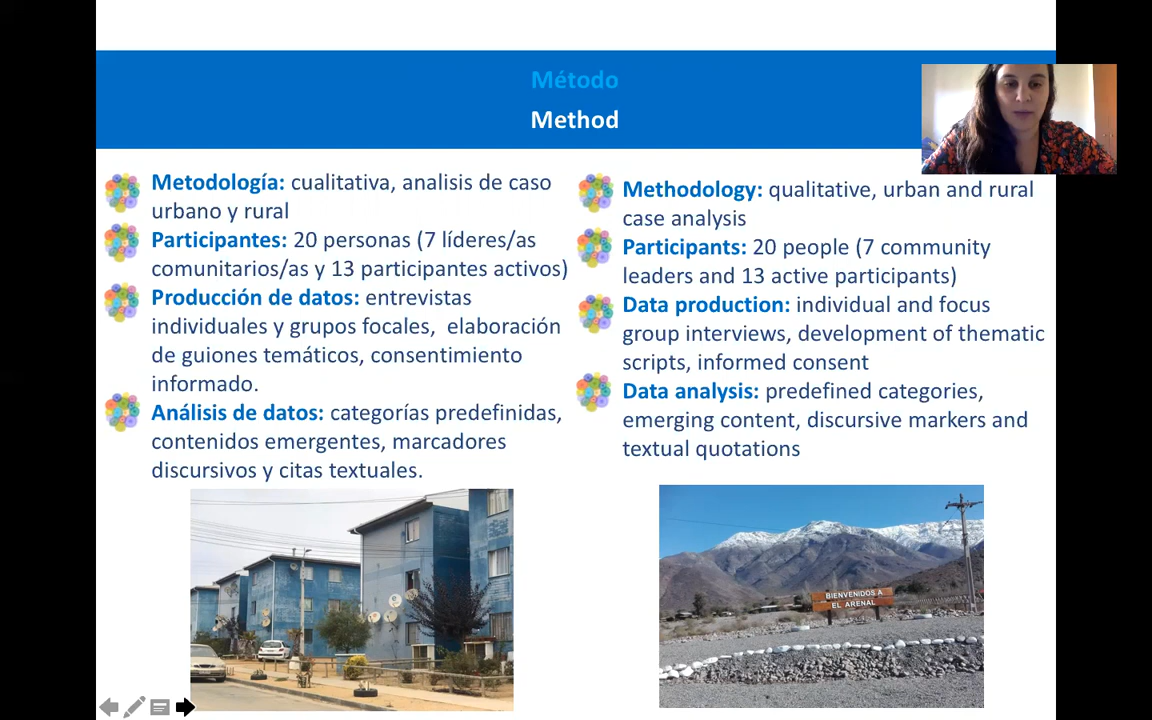 Método
Method
Metodología: cualitativa, analisis de caso
urbano y rural
Participantes: 20 personas (7 líderes/as
comunitarios/as y 13 participantes activos)
Producción de datos: entrevistas
individuales y grupos focales, elaboración
de guiones temáticos, consentimiento
informado.
Análisis de datos: categorías predefinidas,
contenidos emergentes, marcadores
discursivos y citas textuales.
Methodology: qualitative, urban and rural
case analysis
Participants: 20 people (7 community
leaders and 13 active participants)
Data production: individual and focus
group interviews, development of thematic
scripts, informed consent
Data analysis: predefined categories,
emerging content, discursive markers and
textual quotations
BIENVENIDOS A
EL ARENAL